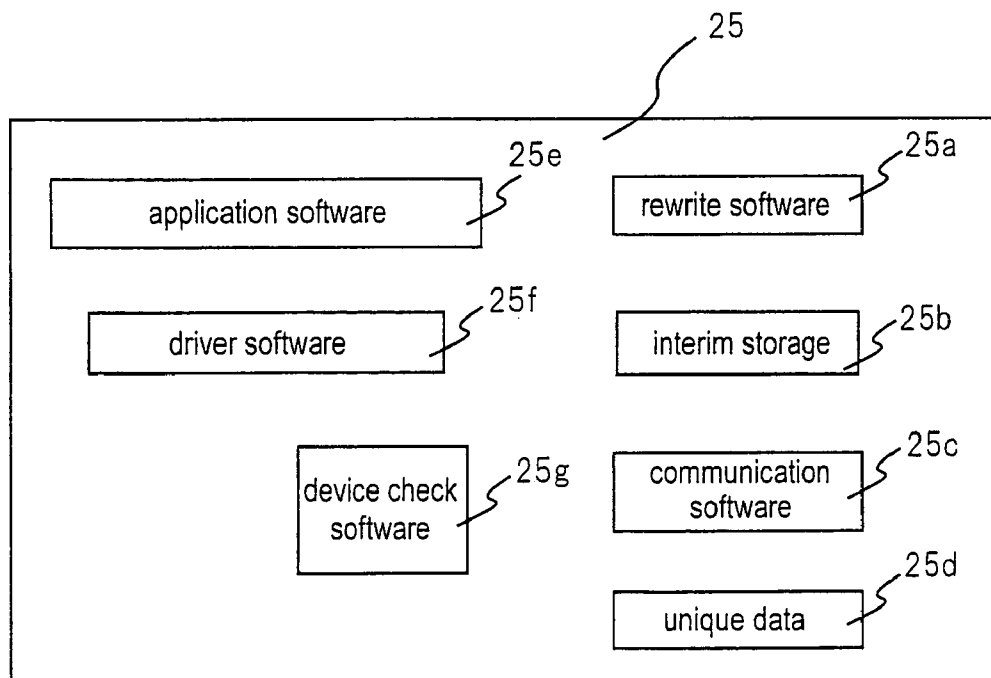 25
25e
application software
25a
rewrite software
25f
driver software
25b
interim storage
25g
device check
software
25c
communication
software
25d
unique data